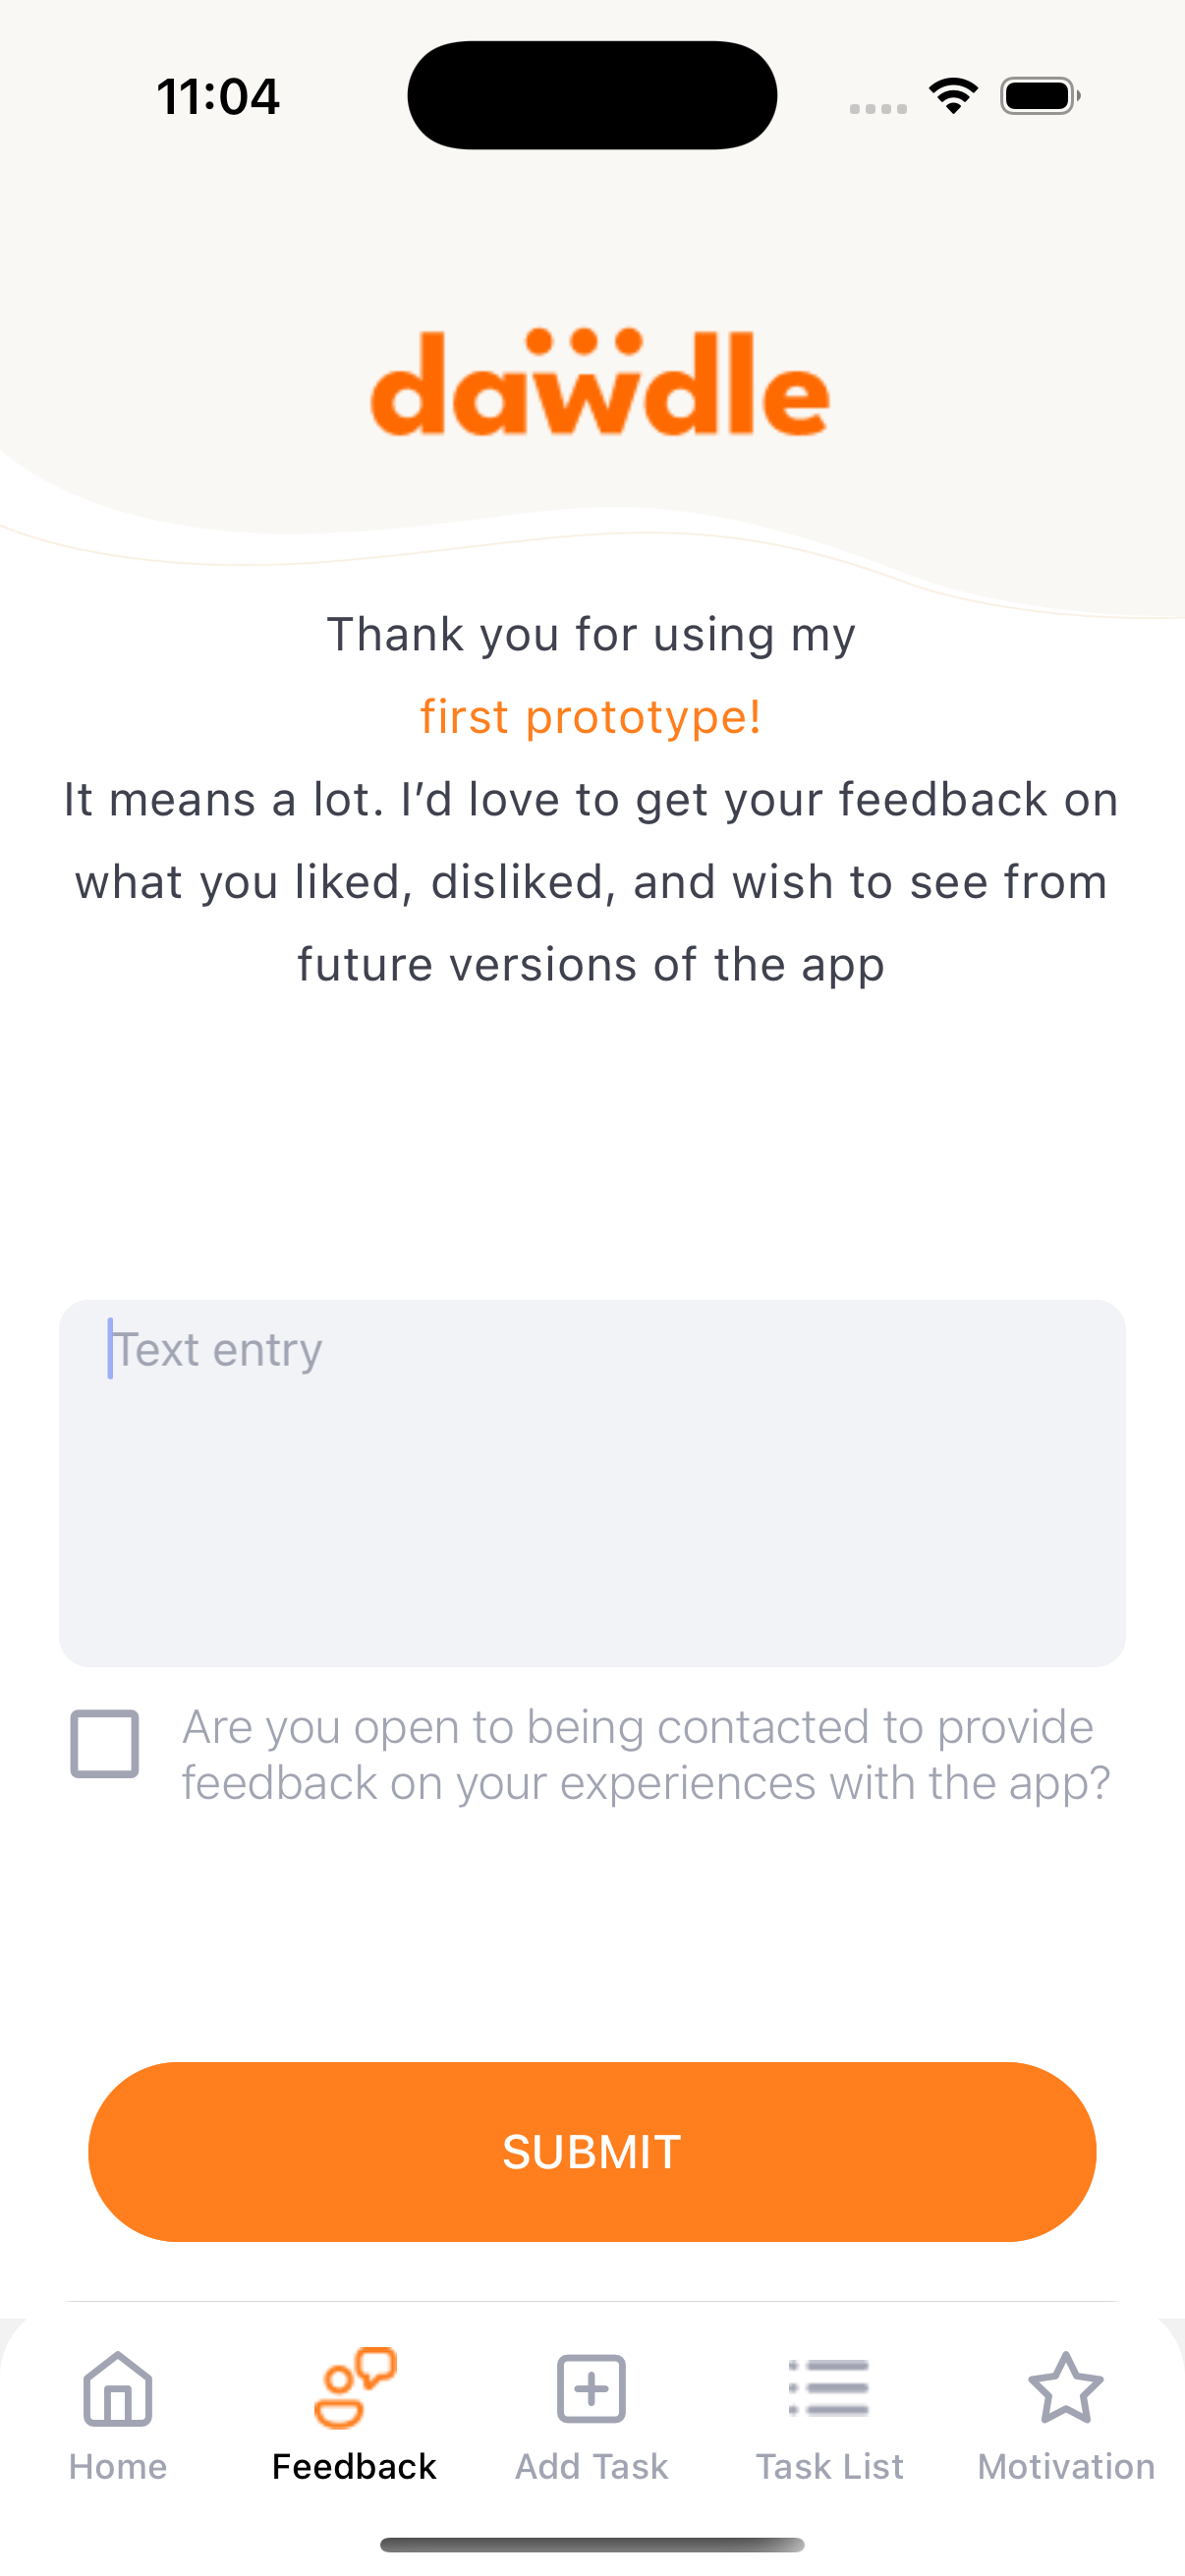 11:04
dawdle
Thank you for using my
first prototype!
It means a lot. I’d love to get your feedback on
what you liked, disliked, and wish to see from
future versions of the app
Text entry
Are you open to being contacted to provide
feedback on your experiences with the app?
SUBMIT
Home
Feedback
Add Task
Task List
Motivation